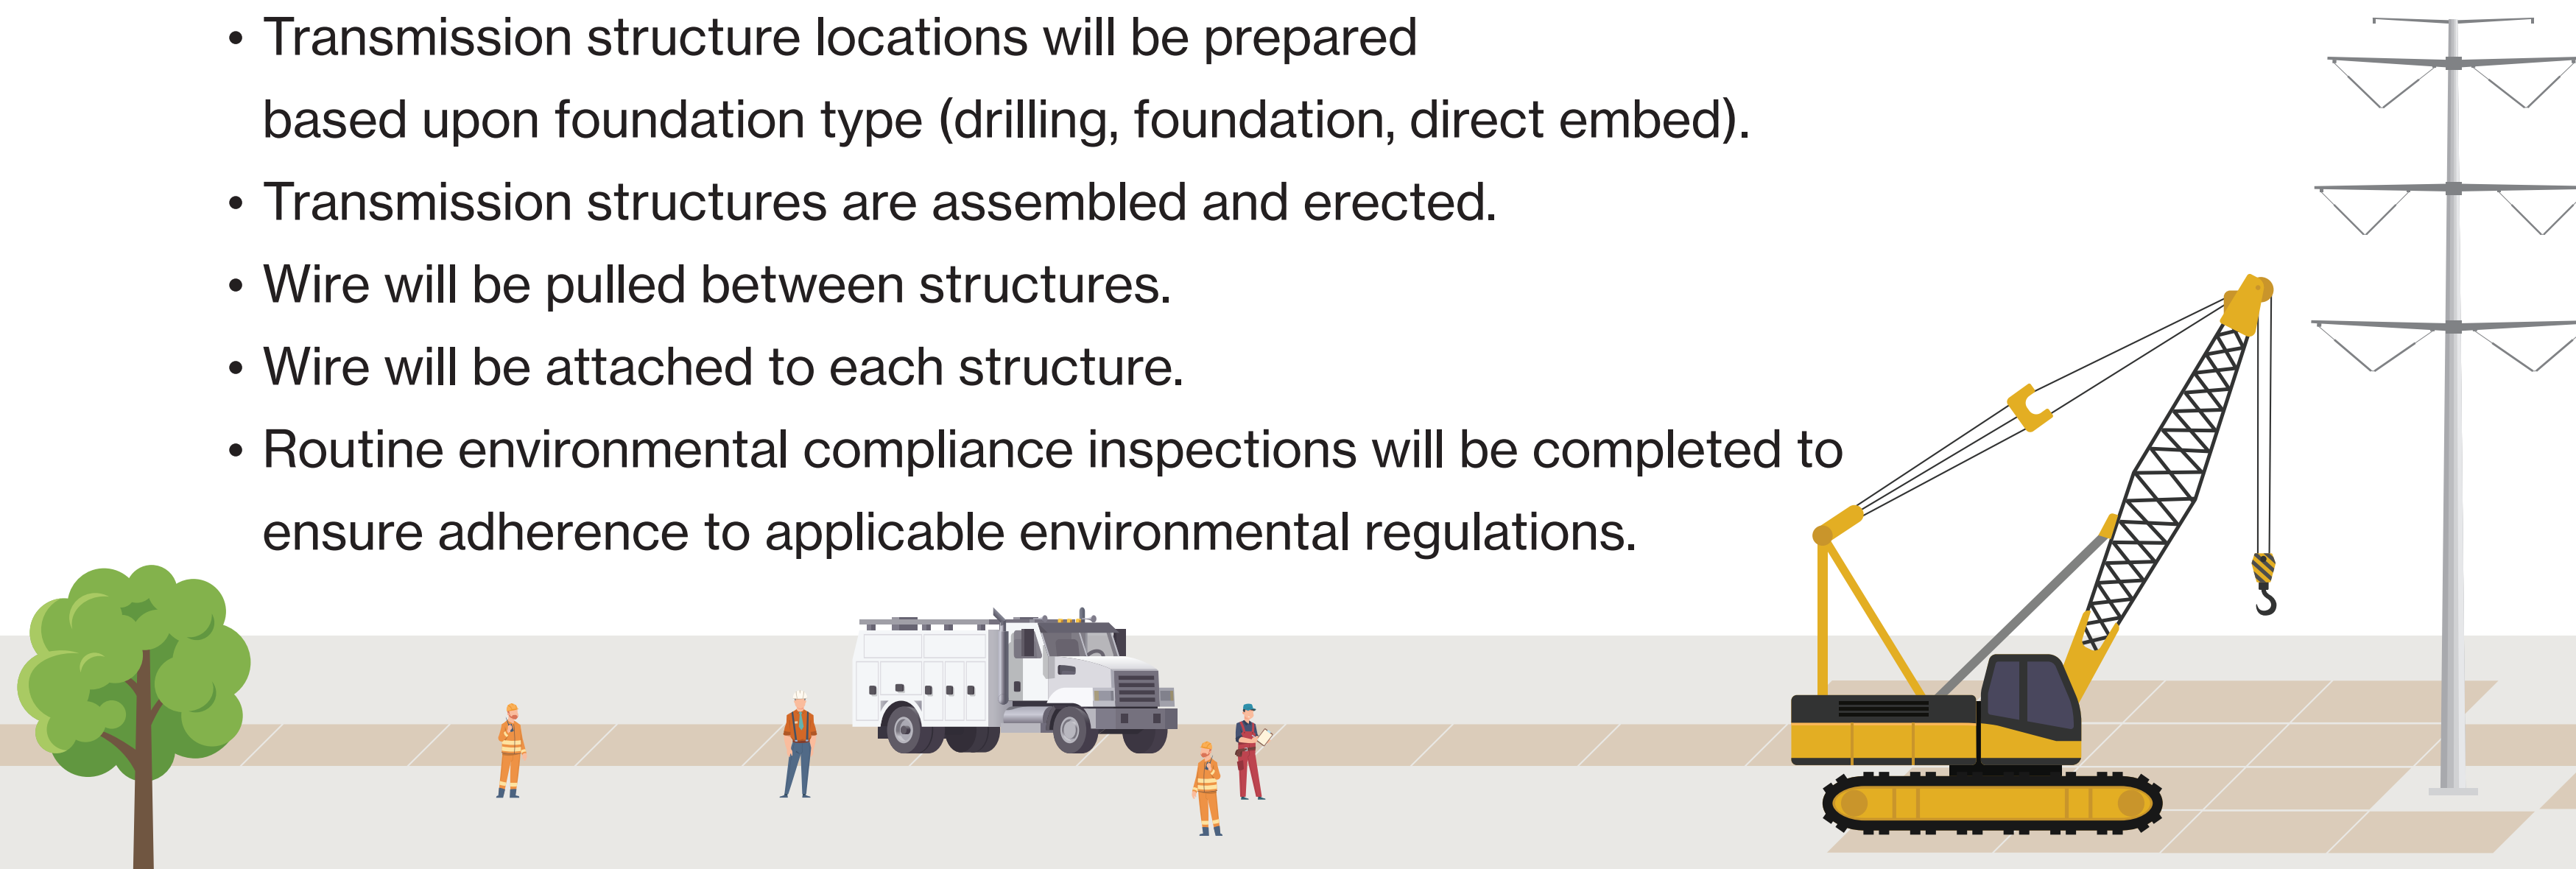 • Transmission structure locations will be prepared
based upon foundation type (drilling, foundation, direct embed).
• Transmission structures are assembled and erected.
• Wire will be pulled between structures.
• Wire will be attached to each structure.
• Routine environmental compliance inspections will be completed to
ensure adherence to applicable environmental regulations.